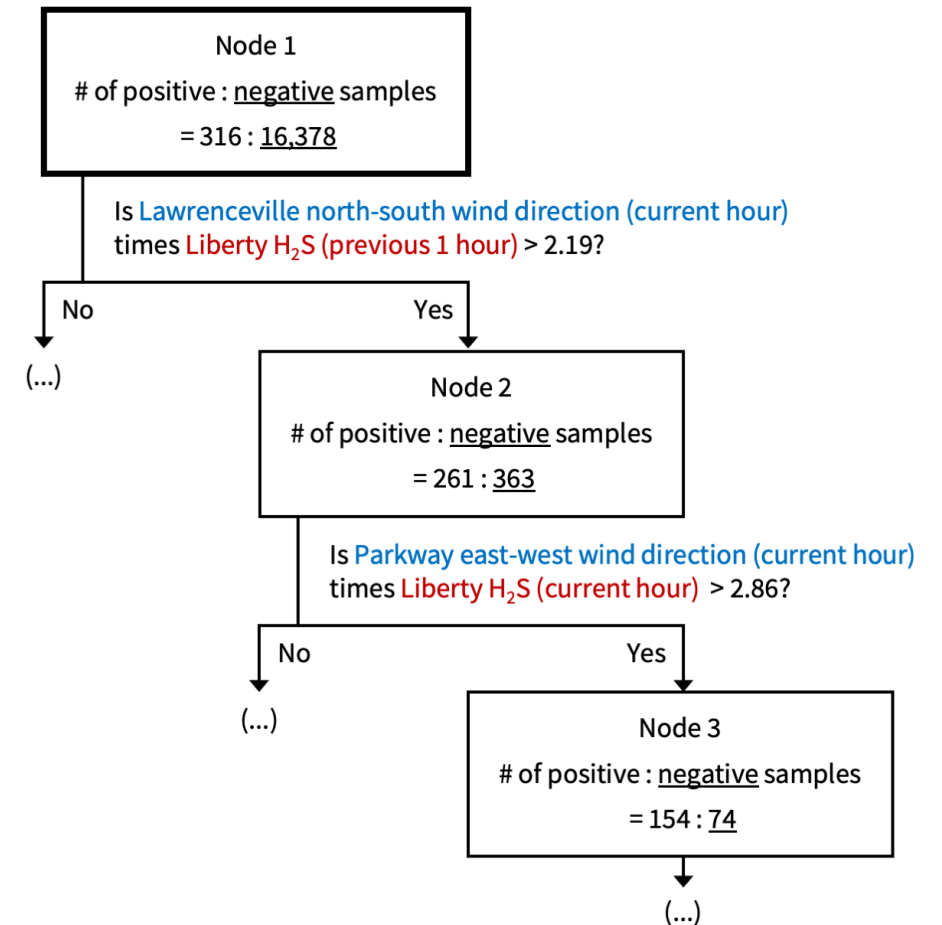 Node 1
# of positive : negative samples
= 316 : 16,378
Is Lawrenceville north-south wind direction (current hour)
times Liberty H₂S (previous 1 hour) > 2.19?
No
Yes
(...)
Node 2
# of positive : negative samples
= 261 : 363
Is Parkway east-west wind direction (current hour)
times Liberty H₂S (current hour) > 2.86?
No
Yes
(...)
Node 3
# of positive : negative samples
= 154 : 74
(...)